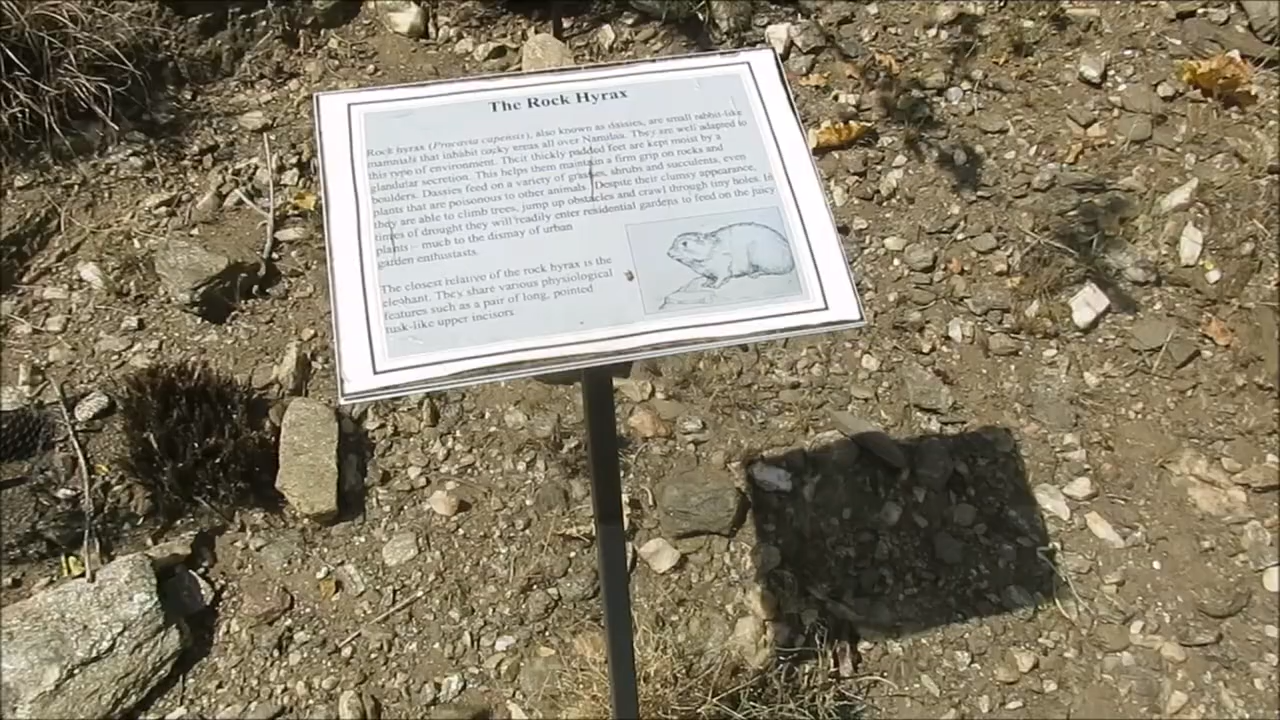 The Rock Hyrax
Rock hyrax (Procavia capensis), also known as dassies, are small rabbit-like
mammals that inhabit rocky areas all over Namibia. They are well adapted to
this type of environment. Their thickly padded feet are kept moist by a
glandular secretion. This helps them maintain a firm grip on rocks and
boulders. Dassies feed on a variety of grasses, shrubs and succulents, even
plants that are poisonous to other animals. Despite their clumsy appearance,
they are able to climb trees, jump up obstacles and crawl through tiny holes. In
times of drought they will readily enter residential gardens to feed on the juicy
plants – much to the dismay of urban
garden enthusiasts.
The closest relative of the rock hyrax is the
elephant. They share various physiological
features such as a pair of long, pointed
tusk-like upper incisors